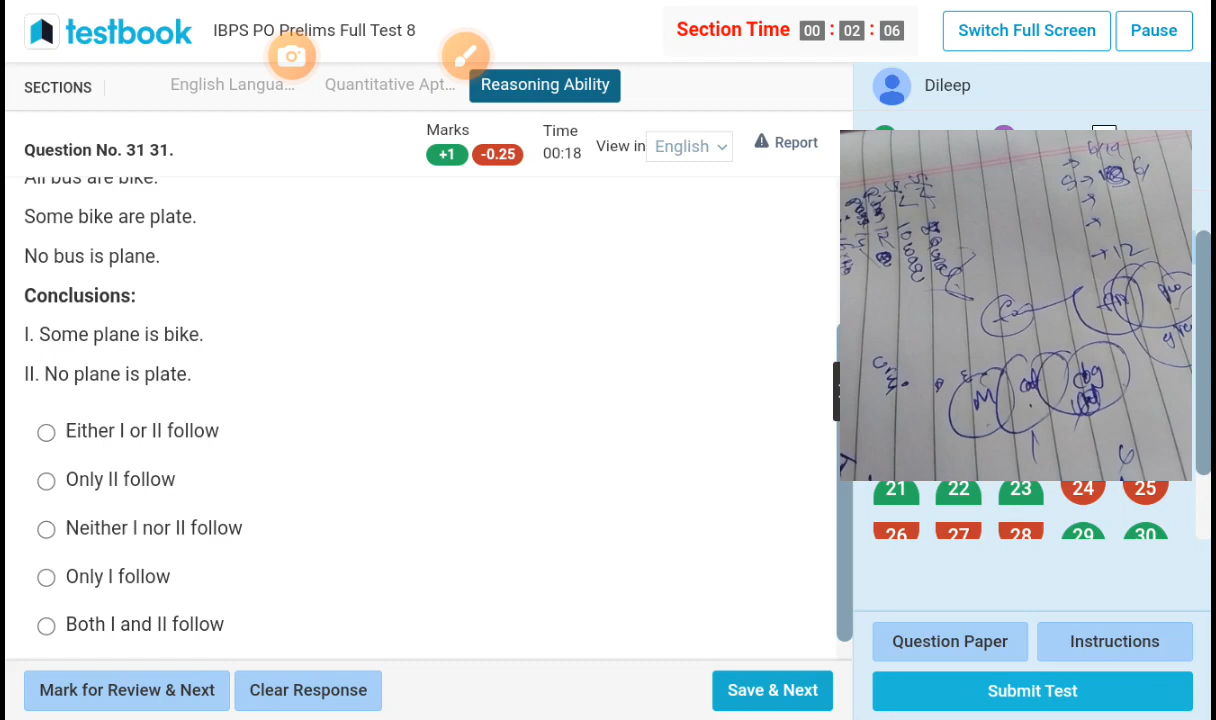 testbook
IBPS PO Prelims Full Test 8
Section Time 00 : 02 : 06
Switch Full Screen
Pause
SECTIONS
English Langua...
Quantitative Apt...
Reasoning Ability
Dileep
Question No. 31 31.
Marks
+1 -0.25
Time
00:18
View in English
Report
All bus are bike.
Some bike are plate.
No bus is plane.
Conclusions:
I. Some plane is bike.
II. No plane is plate.
Either I or II follow
Only II follow
Neither I nor II follow
Only I follow
Both I and II follow
+12
21 22 23 24 25
26 27 28 29 30
Question Paper
Instructions
Mark for Review & Next
Clear Response
Save & Next
Submit Test